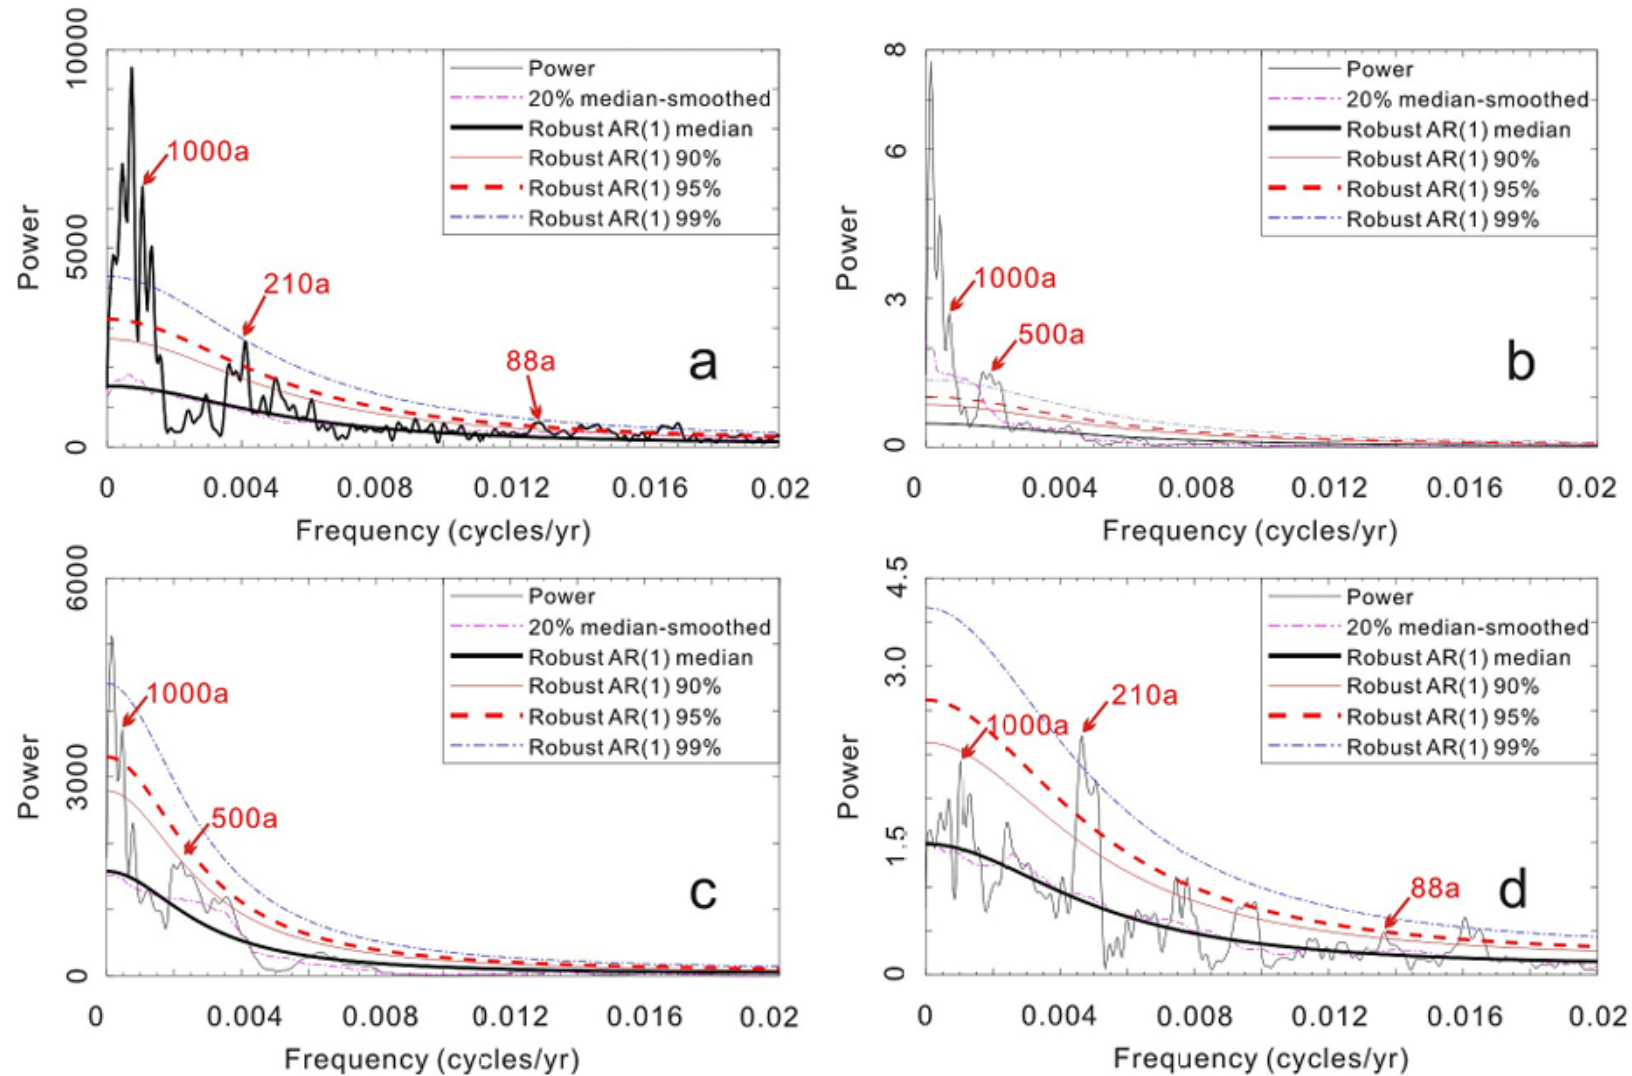 10000
5000
0
Power
1000a
210a
88a
Power
20% median-smoothed
Robust AR(1) median
Robust AR(1) 90%
Robust AR(1) 95%
Robust AR(1) 99%
a
0 0.004 0.008 0.012 0.016 0.02
Frequency (cycles/yr)
8
6
3
0
Power
1000a
500a
Power
20% median-smoothed
Robust AR(1) median
Robust AR(1) 90%
Robust AR(1) 95%
Robust AR(1) 99%
b
0 0.004 0.008 0.012 0.016 0.02
Frequency (cycles/yr)
60000
3000
0
Power
1000a
500a
Power
20% median-smoothed
Robust AR(1) median
Robust AR(1) 90%
Robust AR(1) 95%
Robust AR(1) 99%
c
0 0.004 0.008 0.012 0.016 0.02
Frequency (cycles/yr)
4.5
3.0
1.5
0
Power
1000a
210a
88a
Power
20% median-smoothed
Robust AR(1) median
Robust AR(1) 90%
Robust AR(1) 95%
Robust AR(1) 99%
d
0 0.004 0.008 0.012 0.016 0.02
Frequency (cycles/yr)